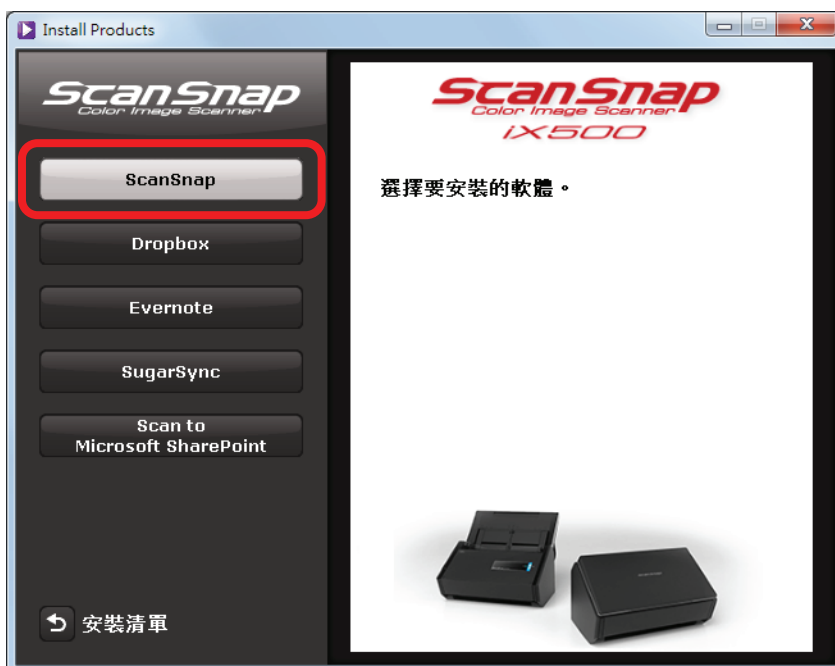 Install Products
ScanSnap
Color Image Scanner
ScanSnap
Dropbox
Evernote
SugarSync
Scan to
Microsoft SharePoint
安裝清單
ScanSnap
Color Image Scanner
iX500
選擇要安裝的軟體。